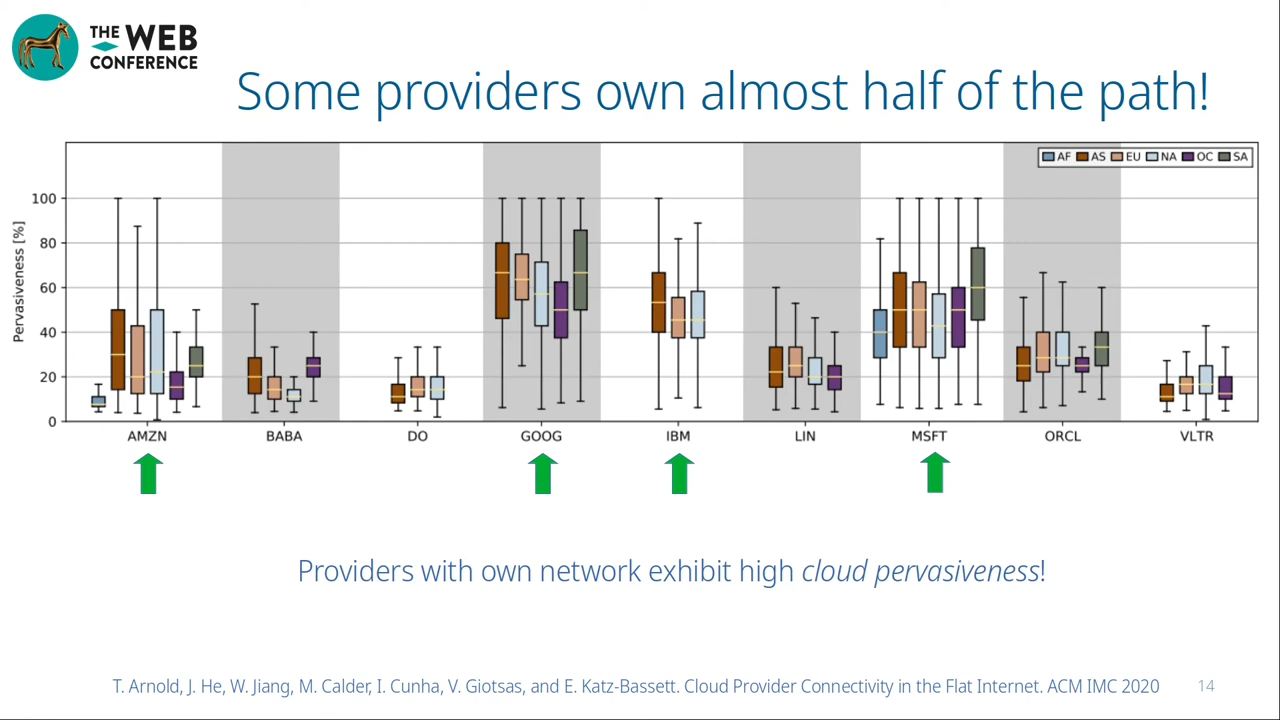 THE WEB
CONFERENCE
Some providers own almost half of the path!
AF AS EU NA OC SA
Pervasiveness [%]
100
80
60
40
20
0
AMZN BABA DO GOOG IBM LIN MSFT ORCL VLTR
Providers with own network exhibit high cloud pervasiveness!
T. Arnold, J. He, W. Jiang, M. Calder, I. Cunha, V. Giotsas, and E. Katz-Bassett. Cloud Provider Connectivity in the Flat Internet. ACM IMC 2020
14